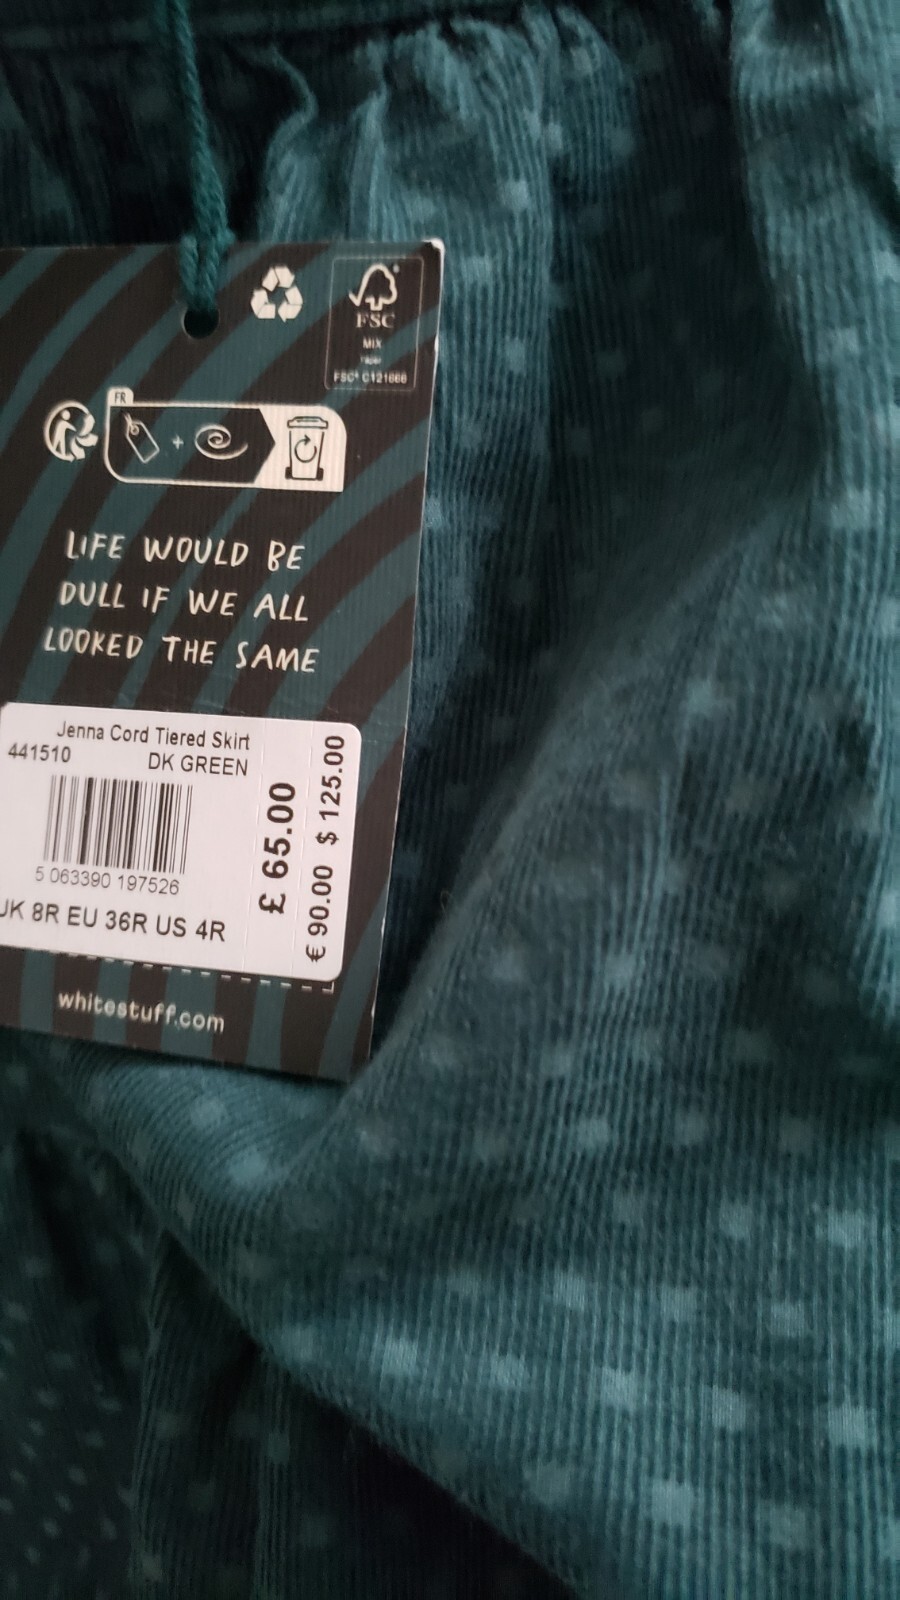 FSC
MIX
Paper
FSC® C121666
FR
LIFE WOULD BE
DULL IF WE ALL
LOOKED THE SAME
Jenna Cord Tiered Skirt
441510 DK GREEN
5 063390 197526
UK 8R EU 36R US 4R
£ 65.00
€ 90.00 $ 125.00
whitestuff.com